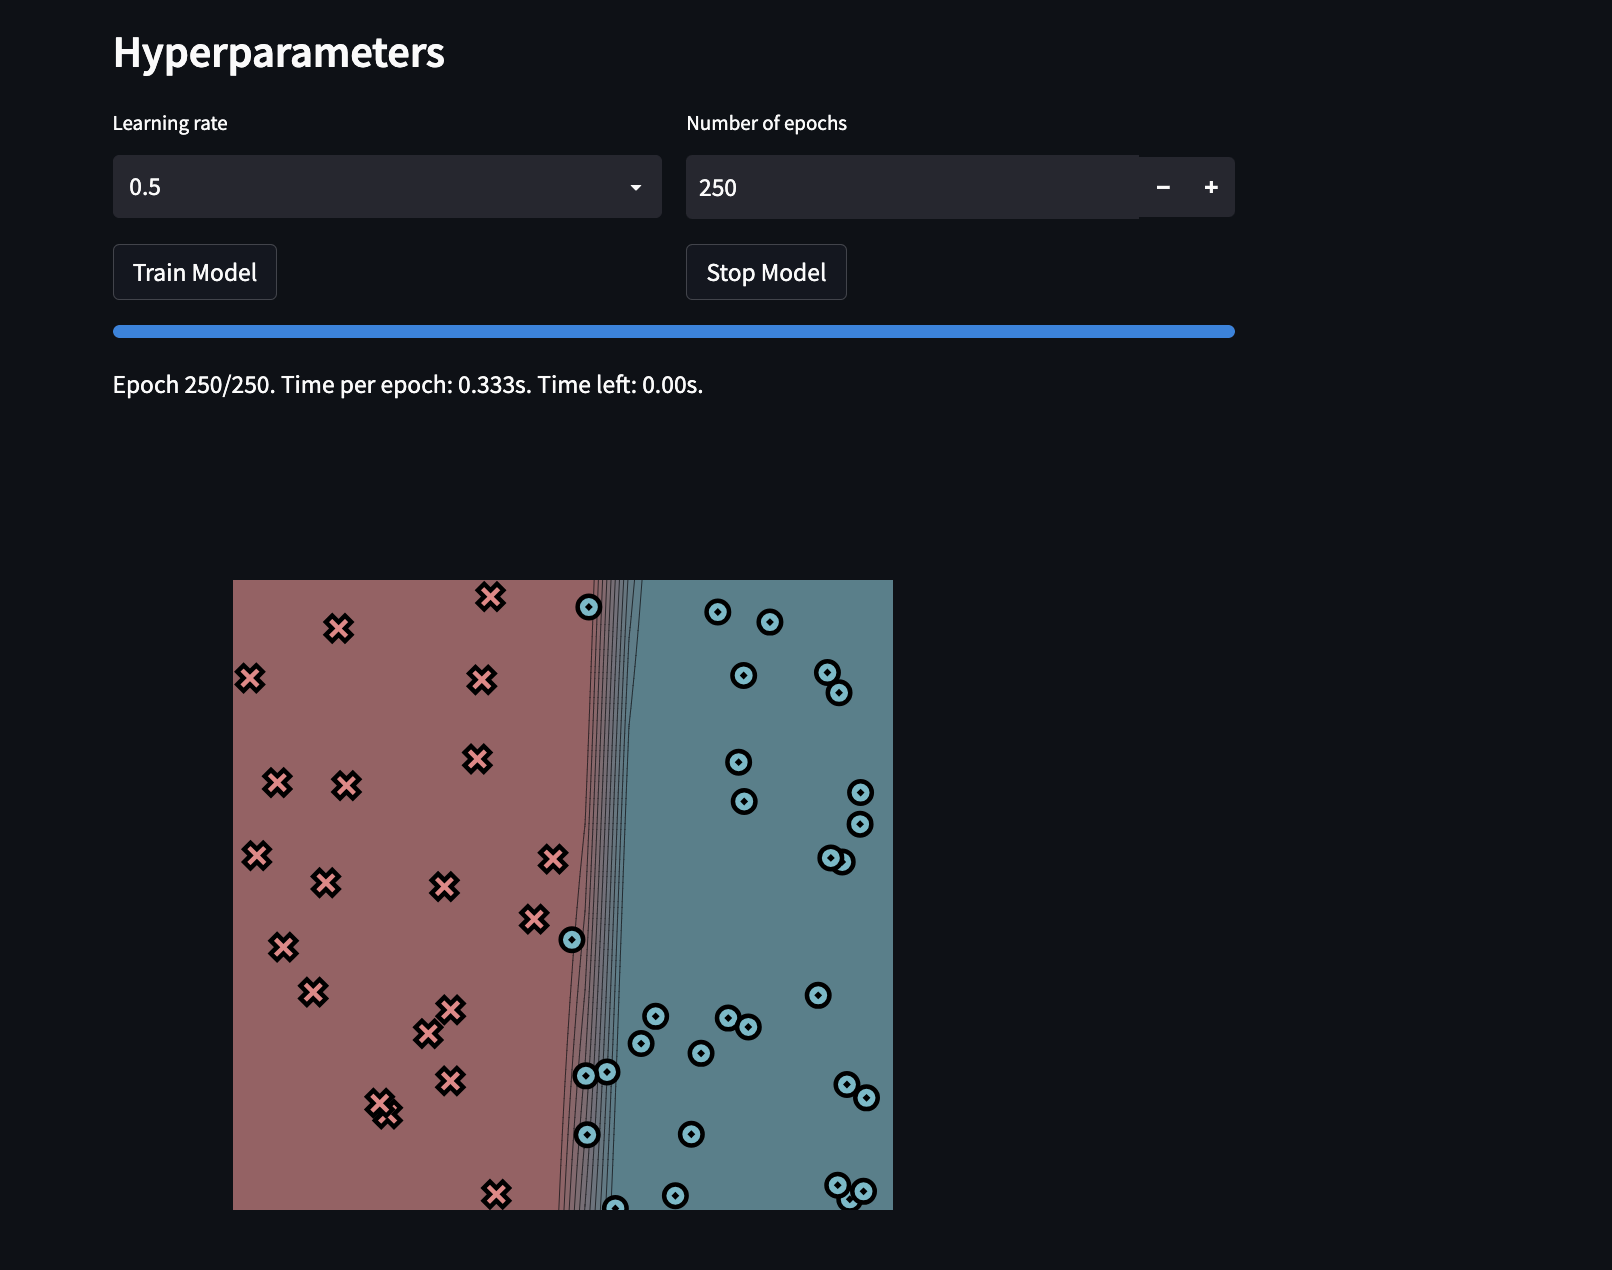 Hyperparameters
Learning rate
Number of epochs
0.5
250
Train Model
Stop Model
Epoch 250/250. Time per epoch: 0.333s. Time left: 0.00s.